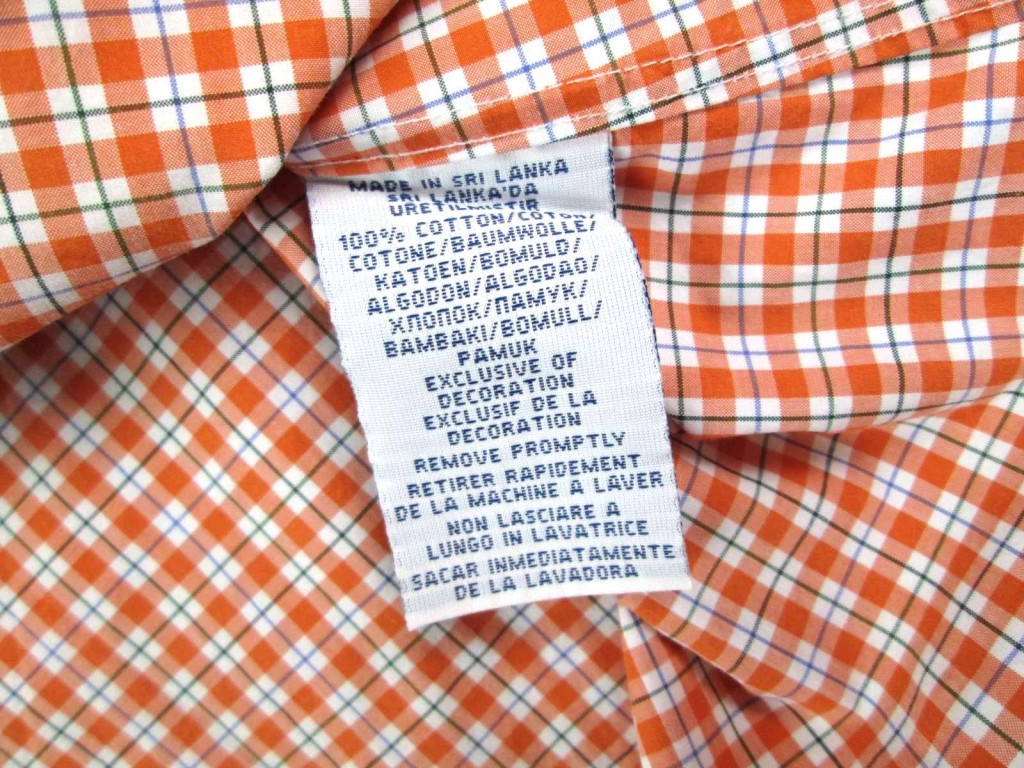 MADE IN SRI LANKA
SRI LANKA'DA
URETILMISTIR
100% COTTON/COTON/
COTONE/BAUMWOLLE/
KATOEN/BOMULD/
ALGODON/ALGODAO/
ХЛОПОК/ПАМУК/
BAMBAKI/BOMULL/
PAMUK
EXCLUSIVE OF
DECORATION
EXCLUSIF DE LA
DECORATION
REMOVE PROMPTLY
RETIRER RAPIDEMENT
DE LA MACHINE A LAVER
NON LASCIARE A
LUNGO IN LAVATRICE
SACAR INMEDIATAMENTE
DE LA LAVADORA